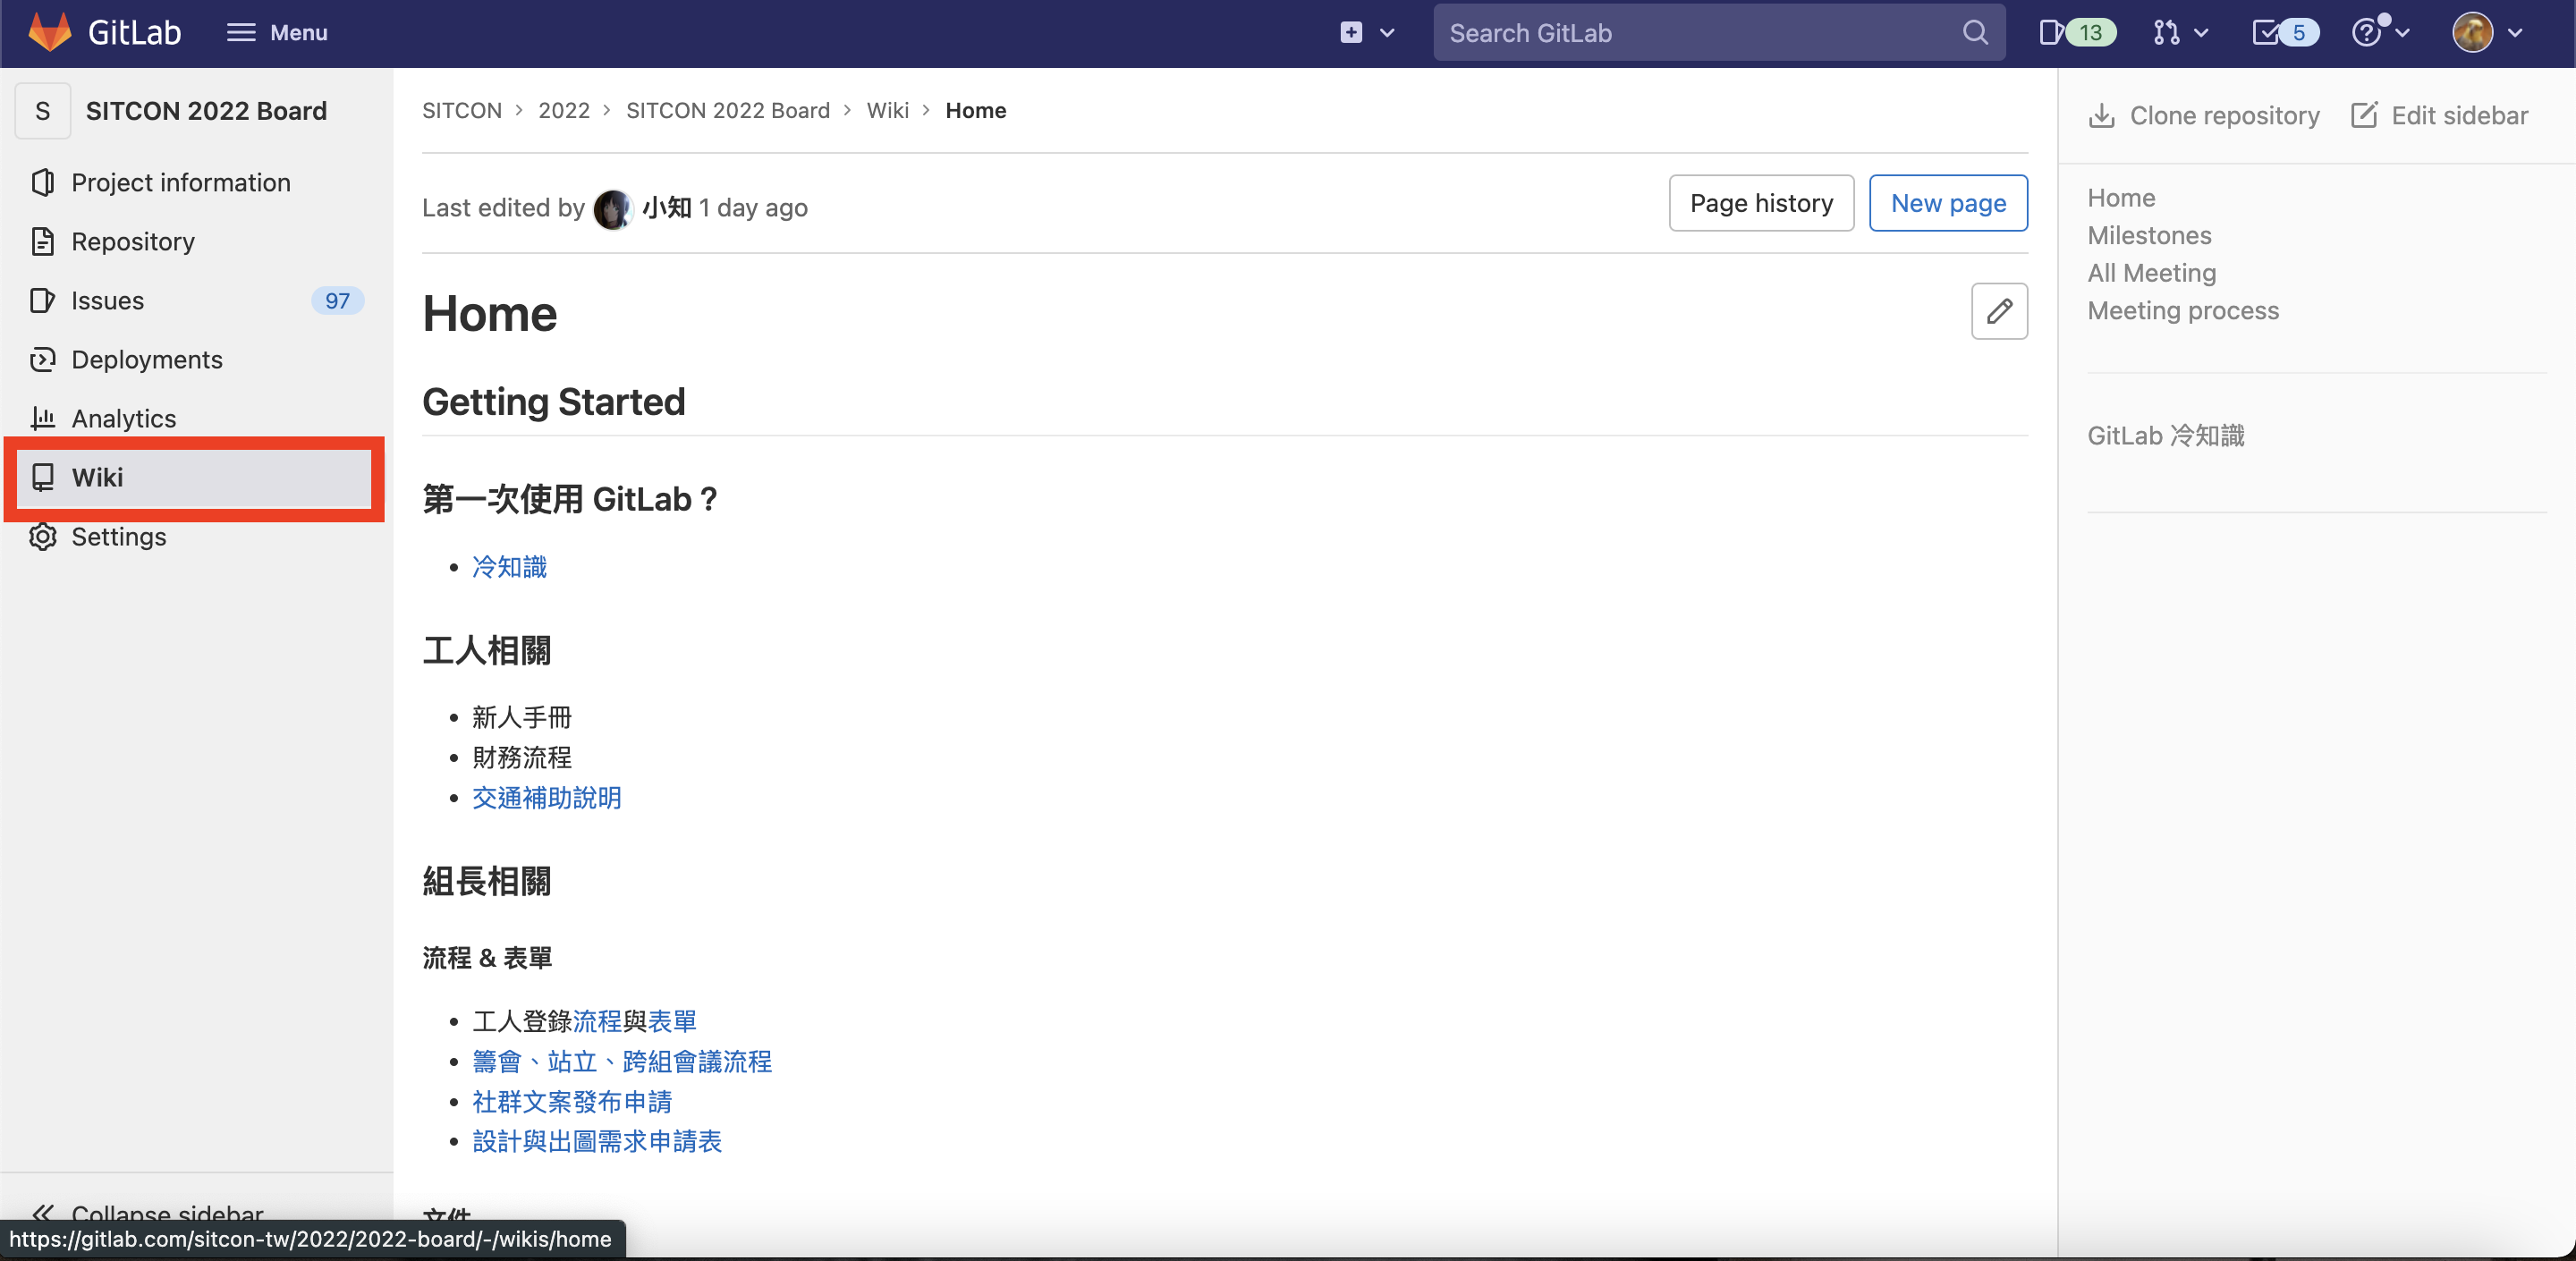 GitLab
Menu
Search GitLab
13
5
S
SITCON 2022 Board
Project information
Repository
Issues
97
Deployments
Analytics
Wiki
Settings
Collapse sidebar
https://gitlab.com/sitcon-tw/2022/2022-board/-/wikis/home
SITCON › 2022 › SITCON 2022 Board › Wiki › Home
Last edited by 小知 1 day ago
Page history
New page
Home
Getting Started
第一次使用 GitLab？
• 冷知識
工人相關
• 新人手冊
• 財務流程
• 交通補助說明
組長相關
流程 & 表單
• 工人登錄流程與表單
• 籌會、站立、跨組會議流程
• 社群文案發布申請
• 設計與出圖需求申請表
文件
Clone repository
Edit sidebar
Home
Milestones
All Meeting
Meeting process
GitLab 冷知識